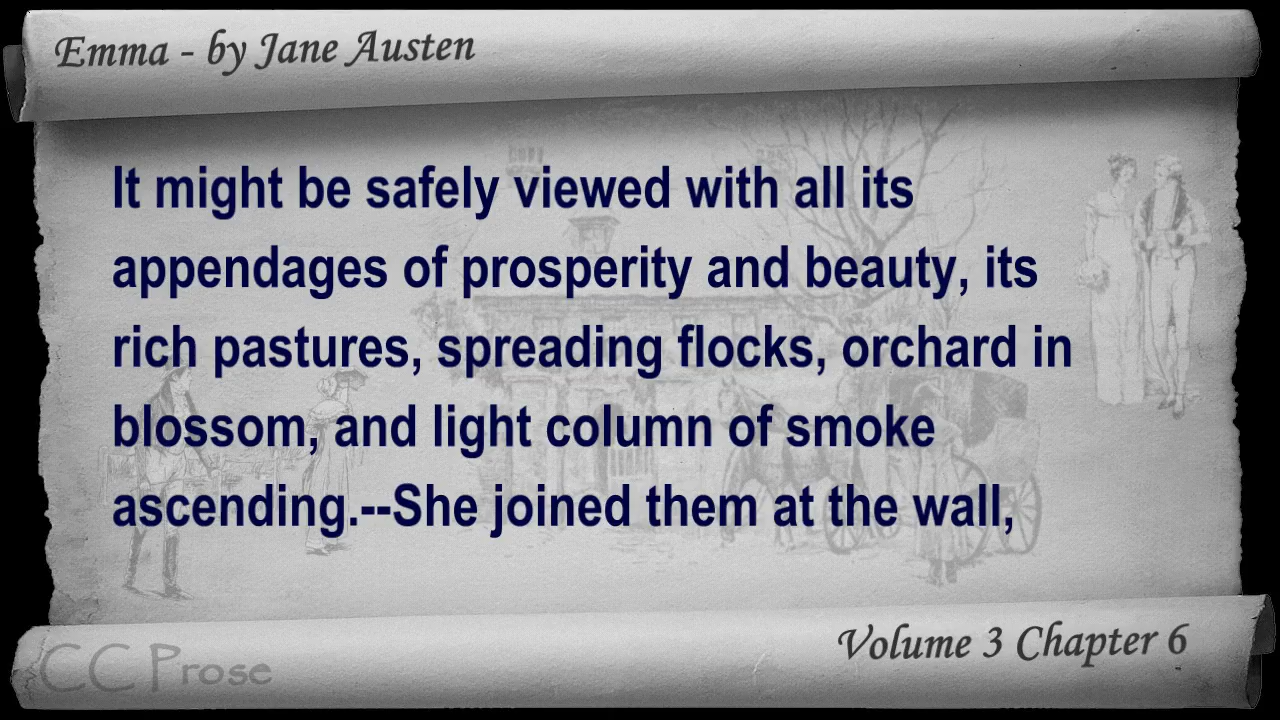 Emma - by Jane Austen
It might be safely viewed with all its
appendages of prosperity and beauty, its
rich pastures, spreading flocks, orchard in
blossom, and light column of smoke
ascending.--She joined them at the wall,
Volume 3 Chapter 6
CC Prose